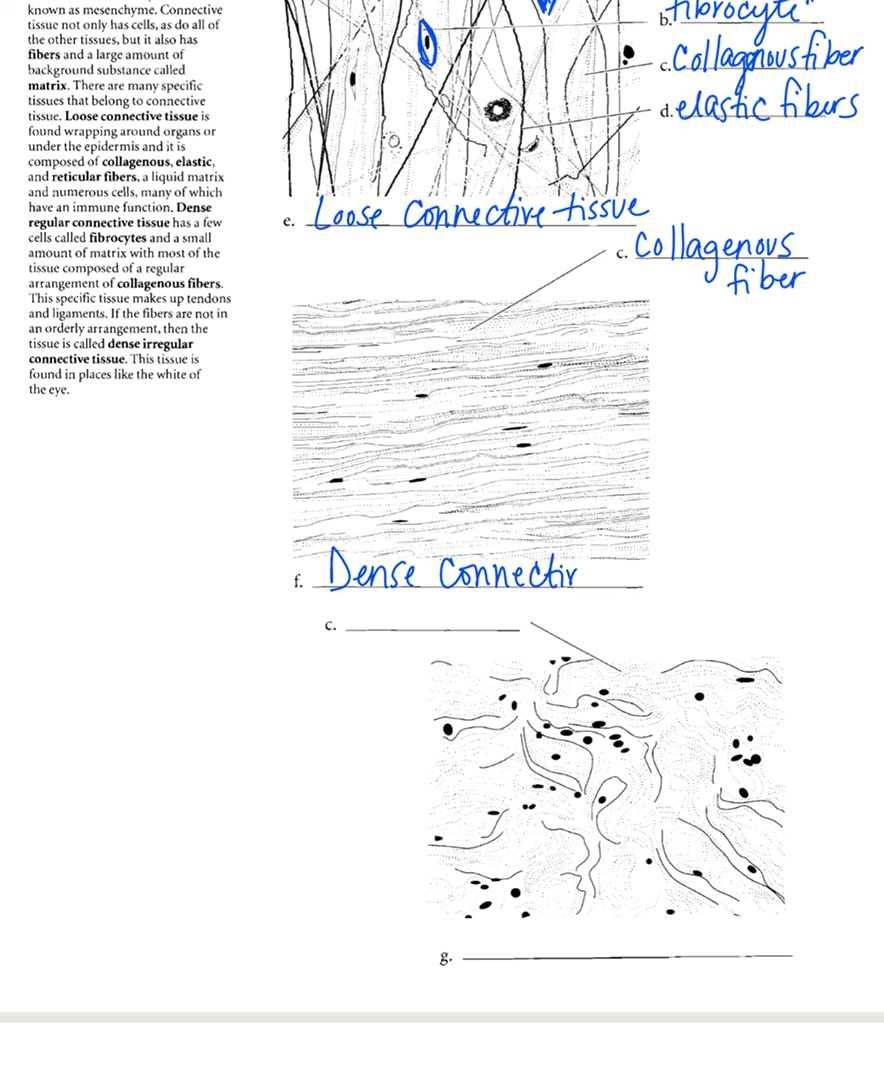 known as mesenchyme. Connective
tissue not only has cells, as do all of
the other tissues, but it also has
fibers and a large amount of
background substance called
matrix. There are many specific
tissues that belong to connective
tissue. Loose connective tissue is
found wrapping around organs or
under the epidermis and it is
composed of collagenous, elastic,
and reticular fibers, a liquid matrix
and numerous cells, many of which
have an immune function. Dense
regular connective tissue has a few
cells called fibrocytes and a small
amount of matrix with most of the
tissue composed of a regular
arrangement of collagenous fibers.
This specific tissue makes up tendons
and ligaments. If the fibers are not in
an orderly arrangement, then the
tissue is called dense irregular
connective tissue. This tissue is
found in places like the white of
the eye.
b. fibrocyte
c. Collagnous fiber
d. elastic fibers
e. Loose Connective tissue
c. Collagenous
fiber
f. Dense Connectiv
c.
g.